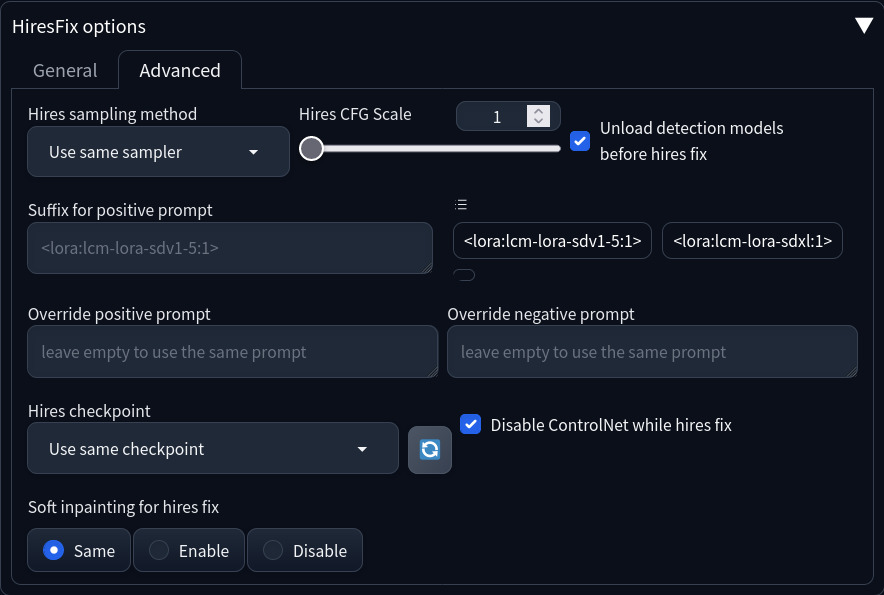 HiresFix options
General
Advanced
Hires sampling method
Use same sampler
Hires CFG Scale
1
Unload detection models
before hires fix
Suffix for positive prompt
<lora:lcm-lora-sdv1-5:1>
<lora:lcm-lora-sdv1-5:1>
<lora:lcm-lora-sdxl:1>
Override positive prompt
leave empty to use the same prompt
Override negative prompt
leave empty to use the same prompt
Hires checkpoint
Use same checkpoint
Disable ControlNet while hires fix
Soft inpainting for hires fix
Same
Enable
Disable